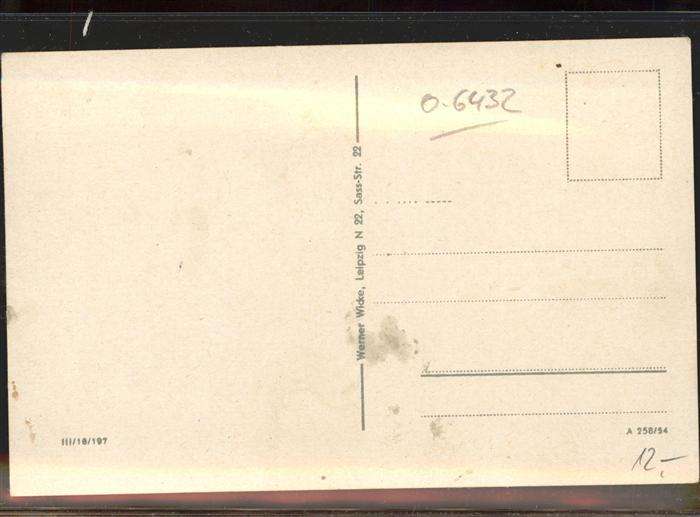 O-6432
Werner Wicke, Leipzig N 22, Sass-Str. 22
III/18/197
A 258/54
12,-